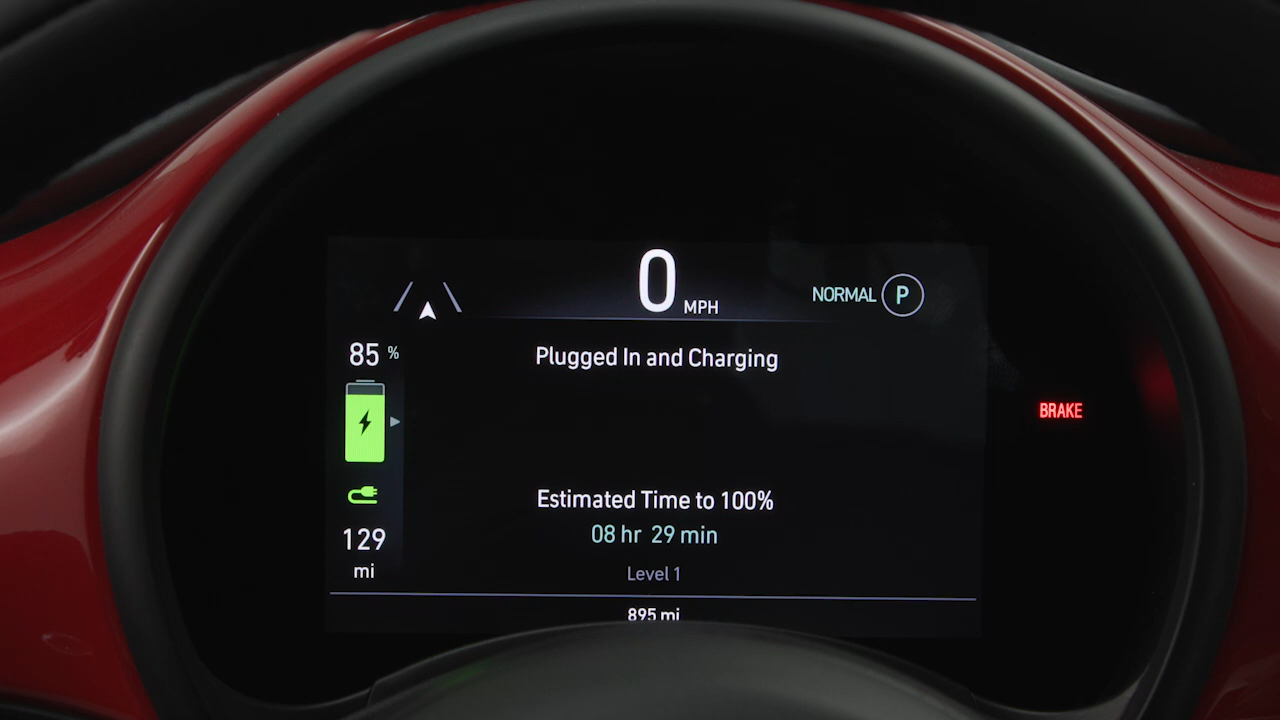 0 MPH
NORMAL P
85 %
Plugged In and Charging
BRAKE
Estimated Time to 100%
08 hr 29 min
129
mi
Level 1
895 mi